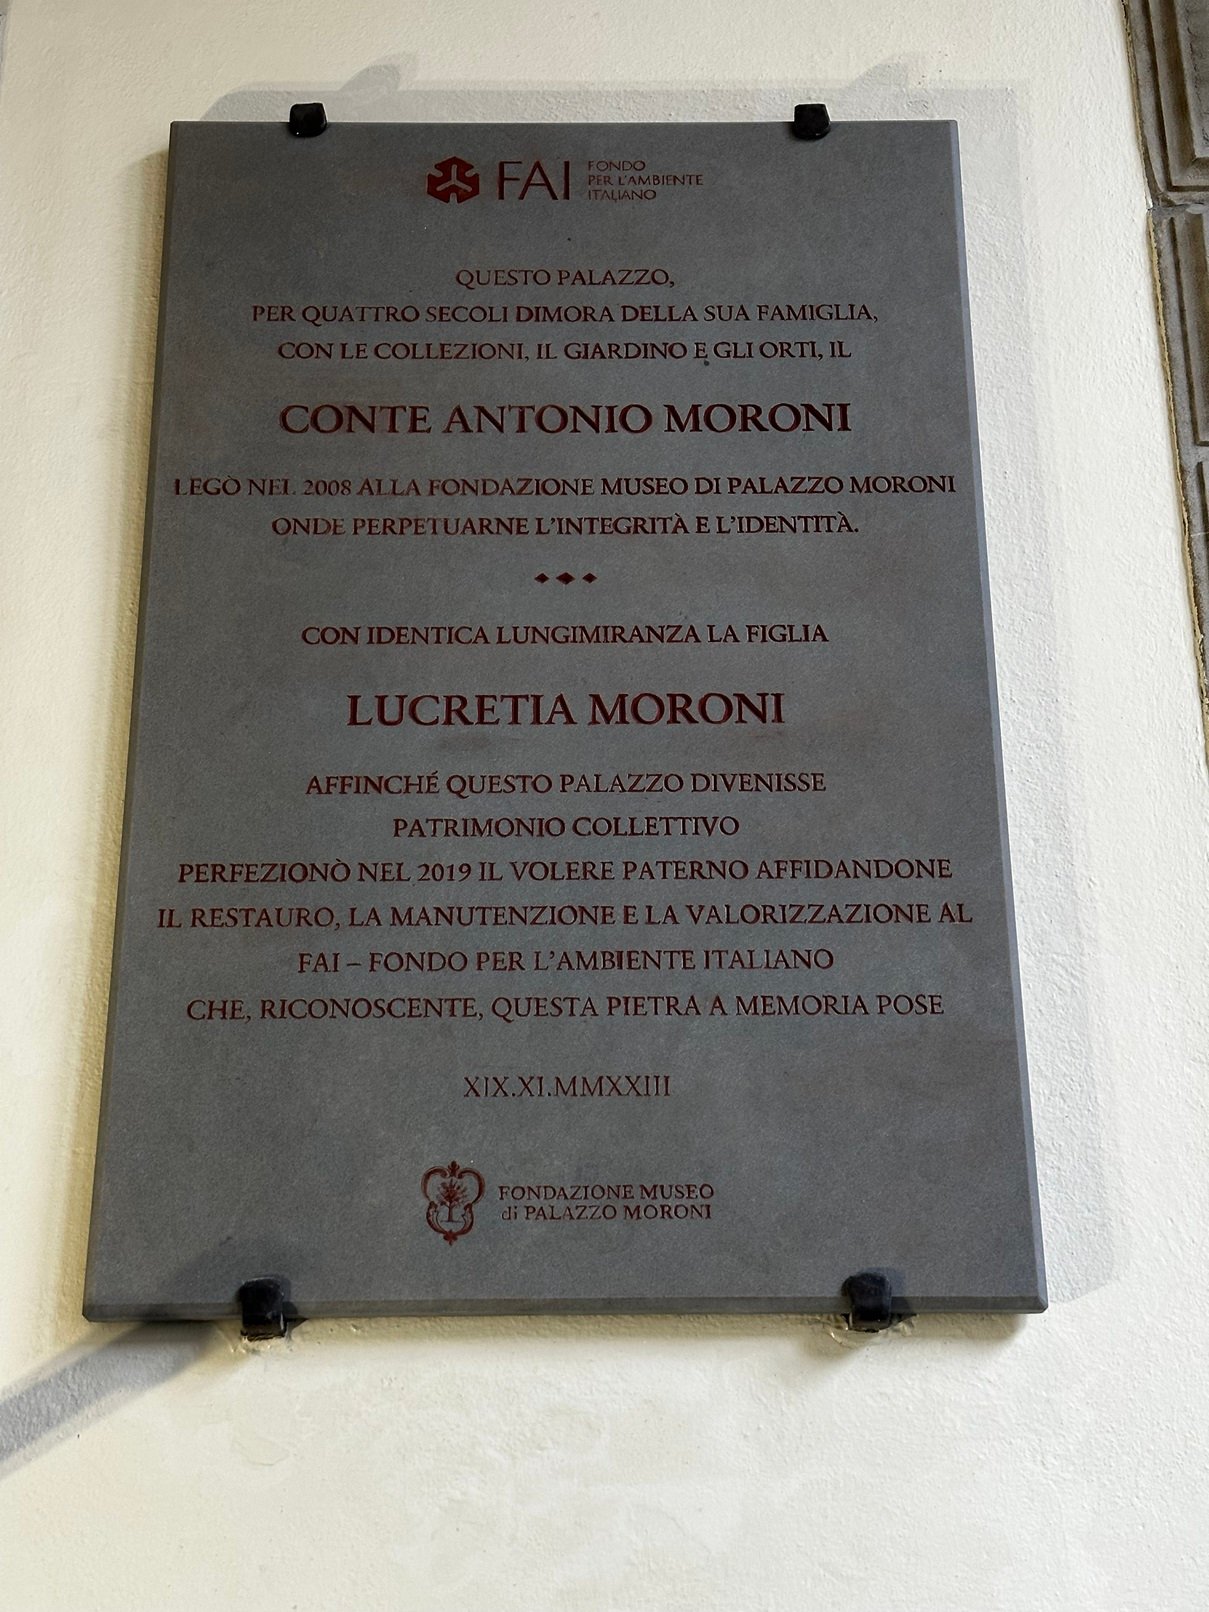 FAI
FONDO
PER L'AMBIENTE
ITALIANO
QUESTO PALAZZO,
PER QUATTRO SECOLI DIMORA DELLA SUA FAMIGLIA,
CON LE COLLEZIONI, IL GIARDINO E GLI ORTI, IL
CONTE ANTONIO MORONI
LEGÒ NEL 2008 ALLA FONDAZIONE MUSEO DI PALAZZO MORONI
ONDE PERPETUARNE L'INTEGRITÀ E L'IDENTITÀ.
CON IDENTICA LUNGIMIRANZA LA FIGLIA
LUCRETIA MORONI
AFFINCHÉ QUESTO PALAZZO DIVENISSE
PATRIMONIO COLLETTIVO
PERFEZIONÒ NEL 2019 IL VOLERE PATERNO AFFIDANDONE
IL RESTAURO, LA MANUTENZIONE E LA VALORIZZAZIONE AL
FAI – FONDO PER L'AMBIENTE ITALIANO
CHE, RICONOSCENTE, QUESTA PIETRA A MEMORIA POSE
XIX.XI.MMXXIII
FONDAZIONE MUSEO
di PALAZZO MORONI